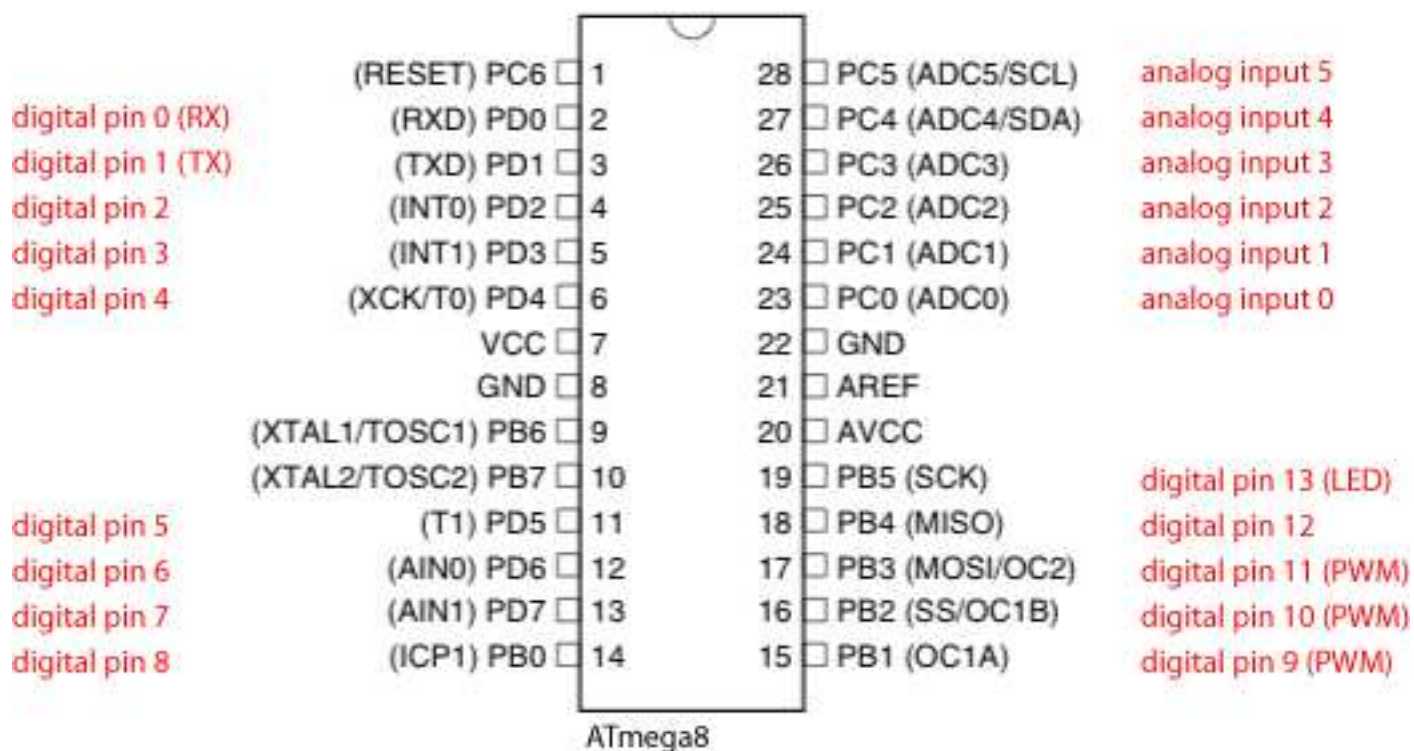 (RESET) PC6 1 28 PC5 (ADC5/SCL) analog input 5
digital pin 0 (RX) (RXD) PD0 2 27 PC4 (ADC4/SDA) analog input 4
digital pin 1 (TX) (TXD) PD1 3 26 PC3 (ADC3) analog input 3
digital pin 2 (INT0) PD2 4 25 PC2 (ADC2) analog input 2
digital pin 3 (INT1) PD3 5 24 PC1 (ADC1) analog input 1
digital pin 4 (XCK/T0) PD4 6 23 PC0 (ADC0) analog input 0
VCC 7 22 GND
GND 8 21 AREF
(XTAL1/TOSC1) PB6 9 20 AVCC
(XTAL2/TOSC2) PB7 10 19 PB5 (SCK) digital pin 13 (LED)
digital pin 5 (T1) PD5 11 18 PB4 (MISO) digital pin 12
digital pin 6 (AIN0) PD6 12 17 PB3 (MOSI/OC2) digital pin 11 (PWM)
digital pin 7 (AIN1) PD7 13 16 PB2 (SS/OC1B) digital pin 10 (PWM)
digital pin 8 (ICP1) PB0 14 15 PB1 (OC1A) digital pin 9 (PWM)
ATmega8